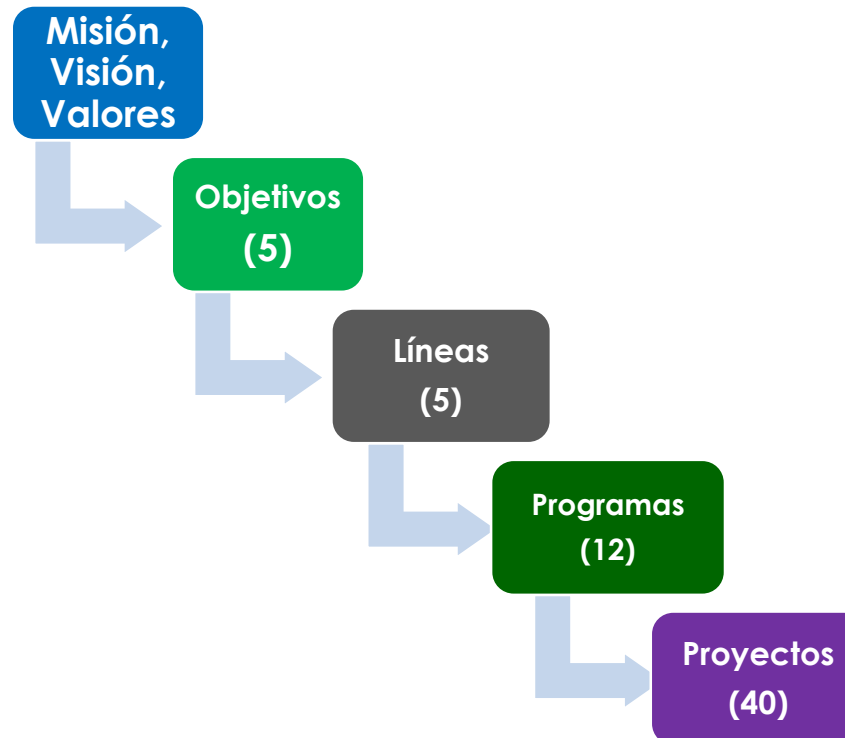 Misión,
Visión,
Valores
Objetivos
(5)
Líneas
(5)
Programas
(12)
Proyectos
(40)